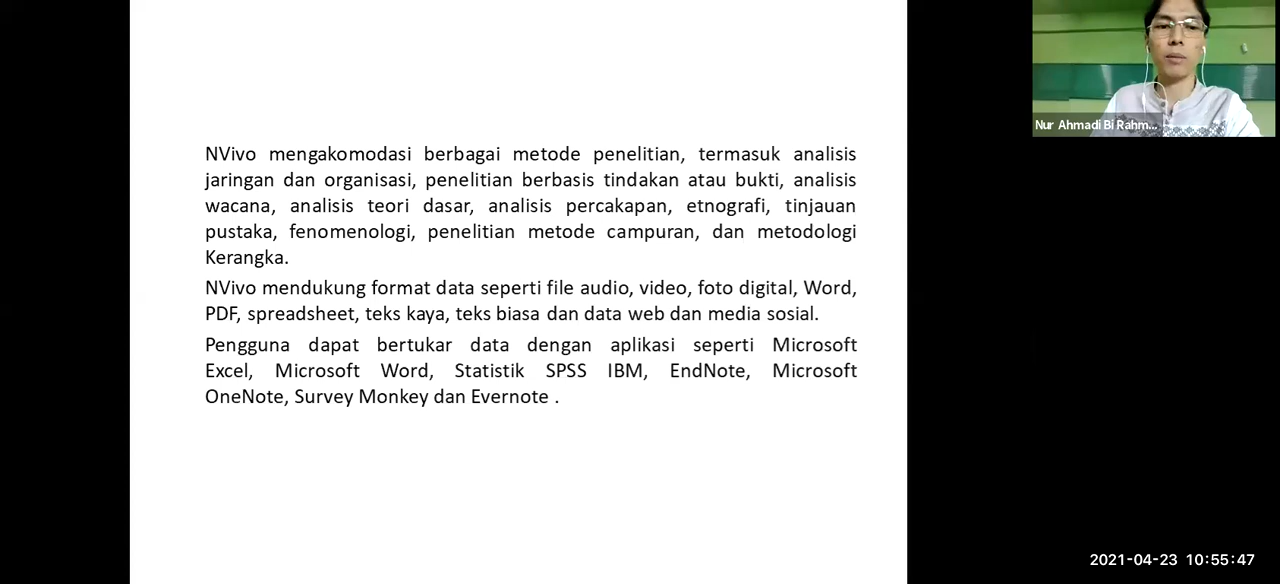 NVivo mengakomodasi berbagai metode penelitian, termasuk analisis
jaringan dan organisasi, penelitian berbasis tindakan atau bukti, analisis
wacana, analisis teori dasar, analisis percakapan, etnografi, tinjauan
pustaka, fenomenologi, penelitian metode campuran, dan metodologi
Kerangka.
NVivo mendukung format data seperti file audio, video, foto digital, Word,
PDF, spreadsheet, teks kaya, teks biasa dan data web dan media sosial.
Pengguna dapat bertukar data dengan aplikasi seperti Microsoft
Excel, Microsoft Word, Statistik SPSS IBM, EndNote, Microsoft
OneNote, Survey Monkey dan Evernote .
Nur Ahmadi Bi Rahm...
2021-04-23 10:55:47